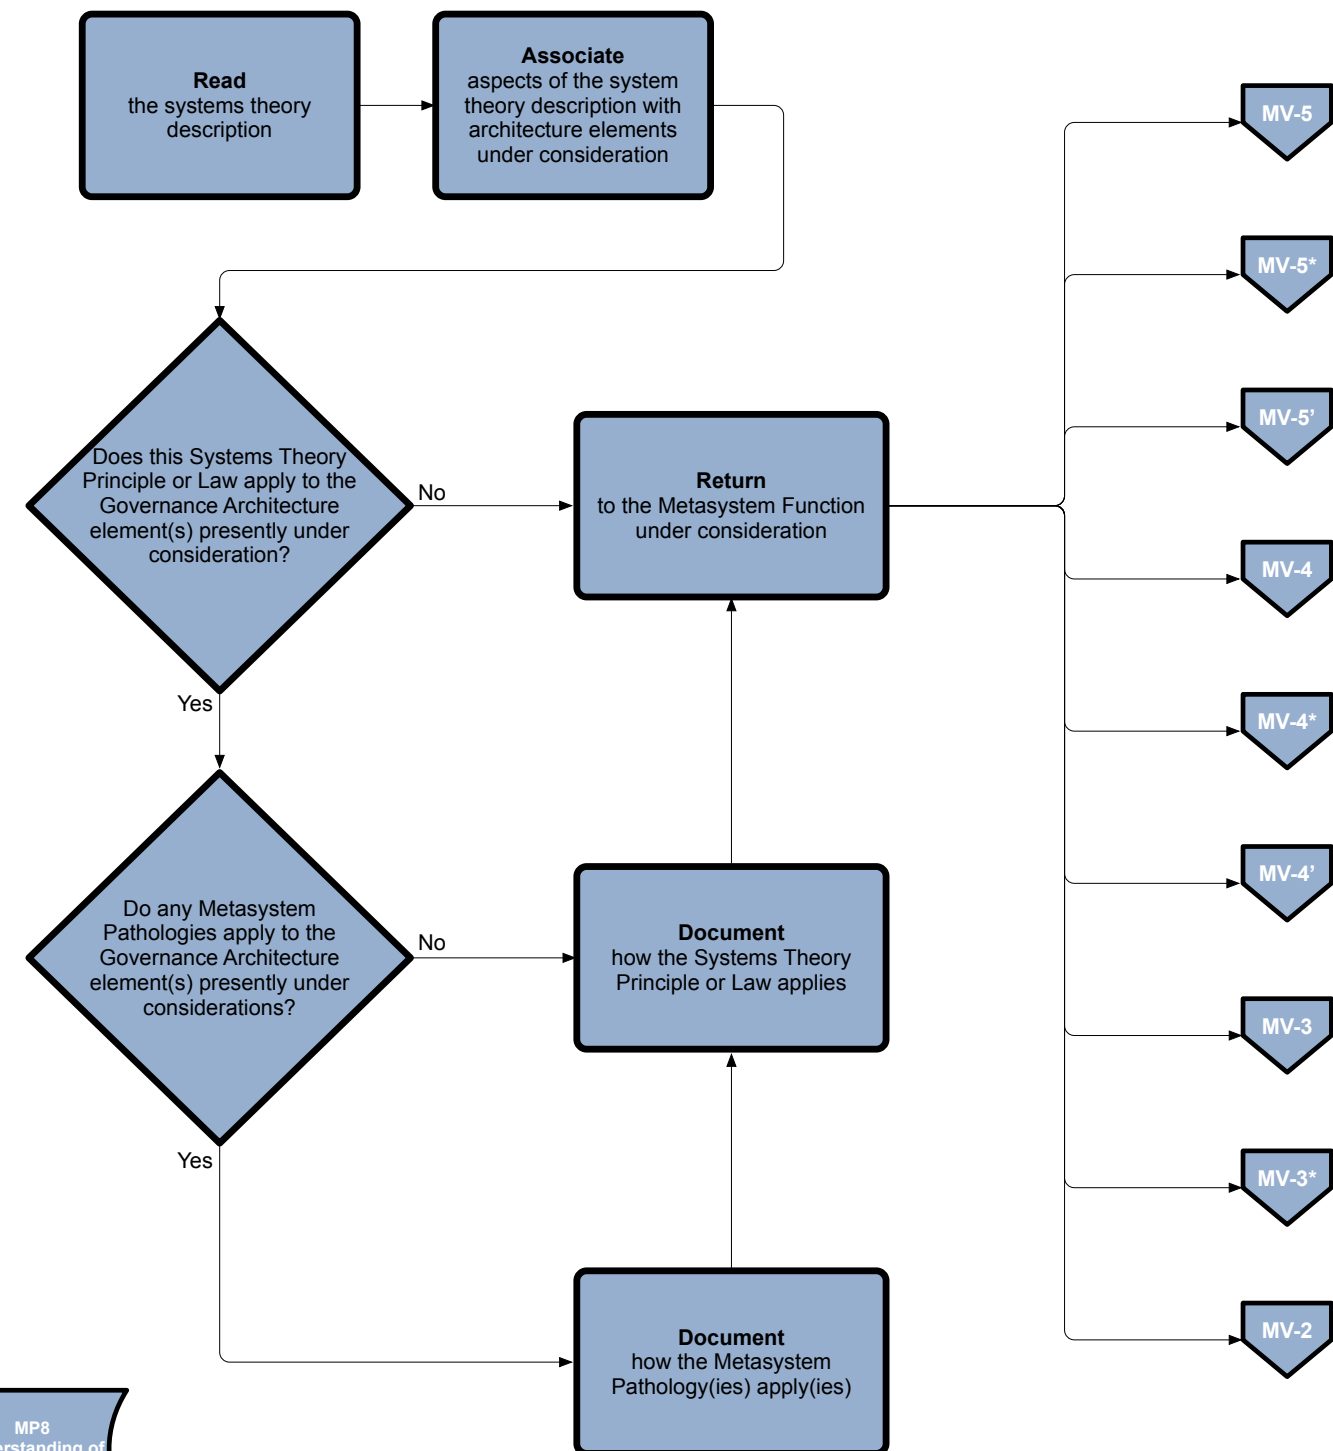 Read
the systems theory
description
Associate
aspects of the system
theory description with
architecture elements
under consideration
MV-5
MV-5*
MV-5’
MV-4
MV-4*
MV-4’
MV-3
MV-3*
MV-2
Does this Systems Theory
Principle or Law apply to the
Governance Architecture
element(s) presently under
consideration?
No
Yes
Return
to the Metasystem Function
under consideration
Do any Metasystem
Pathologies apply to the
Governance Architecture
element(s) presently under
considerations?
No
Yes
Document
how the Systems Theory
Principle or Law applies
Document
how the Metasystem
Pathology(ies) apply(ies)
MP8
of